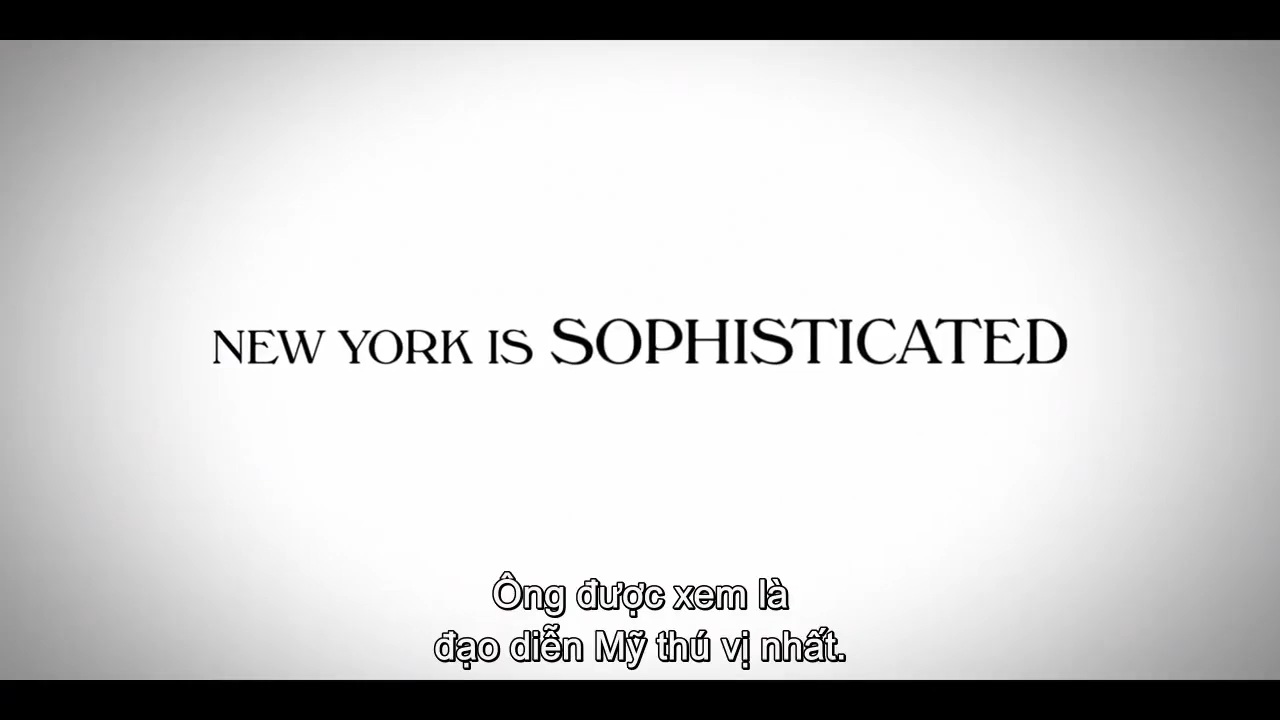 NEW YORK IS SOPHISTICATED
Ông được xem là
đạo diễn Mỹ thú vị nhất.